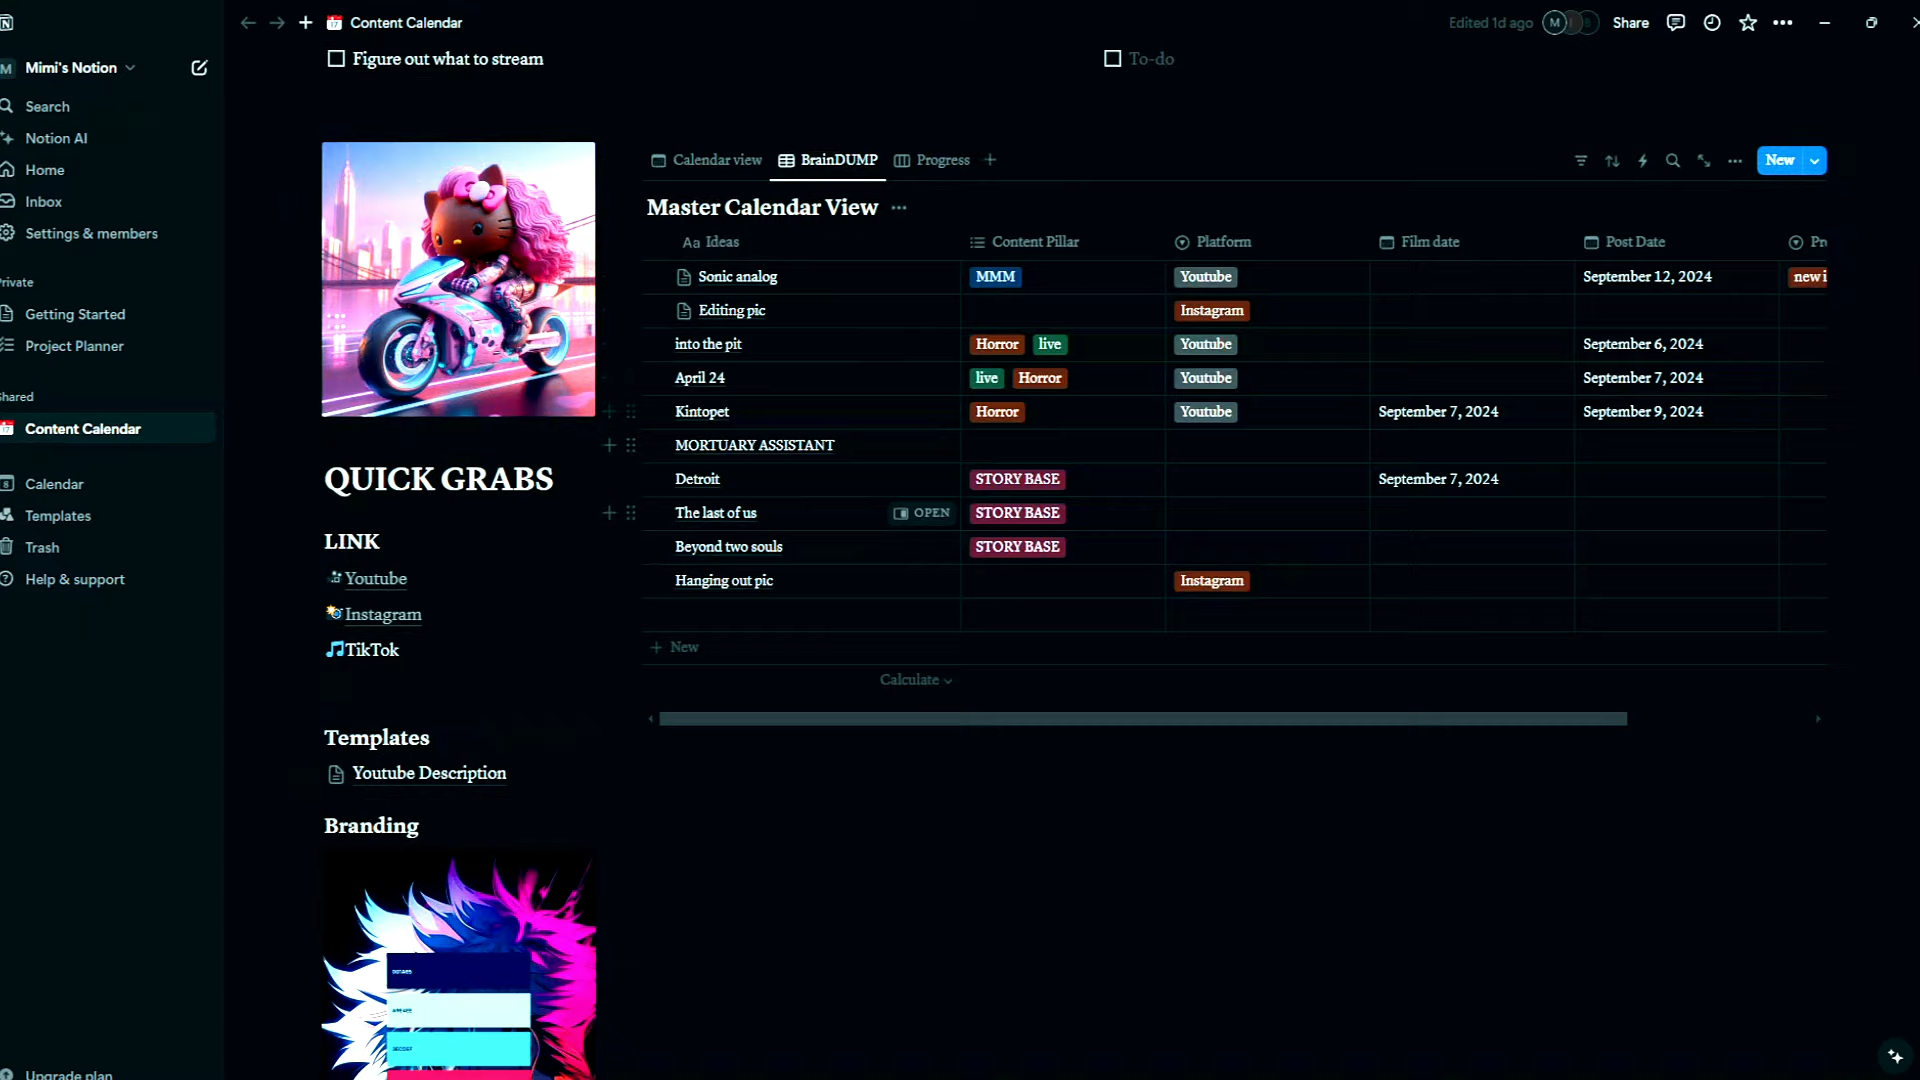 Content Calendar
Edited 1d ago
M
Share
M
Mimi's Notion
Figure out what to stream
To-do
Search
Notion AI
Home
Inbox
Settings & members
Private
Getting Started
Project Planner
Shared
Content Calendar
Calendar
Templates
Trash
Help & support
Upgrade plan
QUICK GRABS
LINK
Youtube
Instagram
TikTok
Templates
Youtube Description
Branding
Calendar view
BrainDUMP
Progress
New
Master Calendar View
Aa Ideas
Content Pillar
Platform
Film date
Post Date
Pr
Sonic analog MMM Youtube September 12, 2024 new i
Editing pic Instagram
into the pit Horror live Youtube September 6, 2024
April 24 live Horror Youtube September 7, 2024
Kintopet Horror Youtube September 7, 2024 September 9, 2024
MORTUARY ASSISTANT
Detroit STORY BASE September 7, 2024
The last of us OPEN STORY BASE
Beyond two souls STORY BASE
Hanging out pic Instagram
New
Calculate